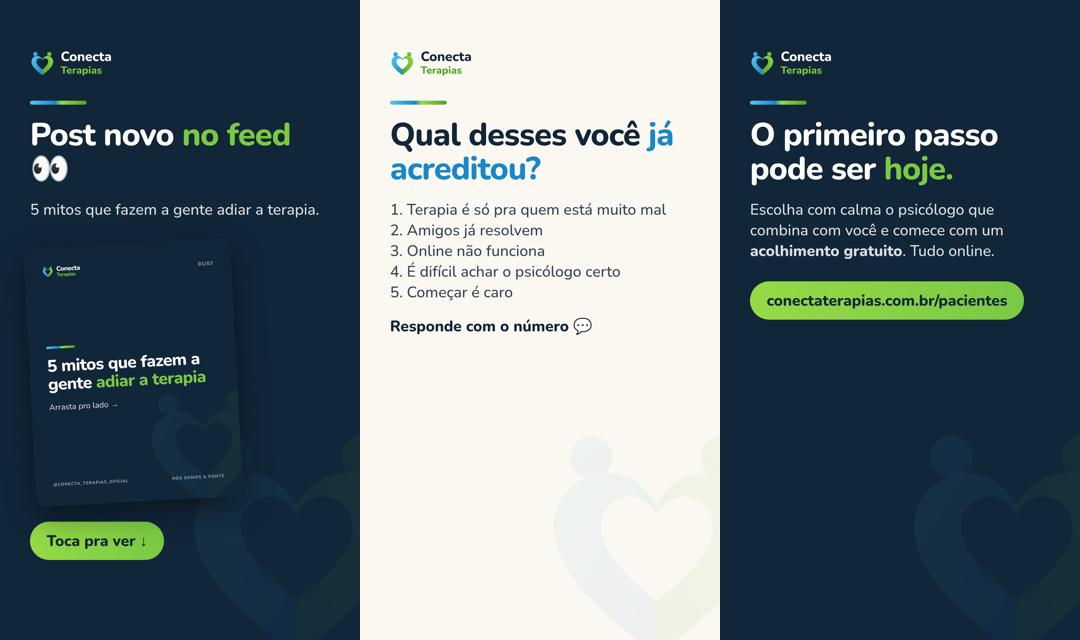 Conecta
Terapias
Post novo no feed
👀
5 mitos que fazem a gente adiar a terapia.
Conecta
Terapias
01/07
5 mitos que fazem a
gente adiar a terapia
Arrasta pro lado →
@CONECTA_TERAPIAS_OFICIAL
NÓS SOMOS A PONTE
Toca pra ver ↓
Conecta
Terapias
Qual desses você já
acreditou?
1. Terapia é só pra quem está muito mal
2. Amigos já resolvem
3. Online não funciona
4. É difícil achar o psicólogo certo
5. Começar é caro
Responde com o número 💬
Conecta
Terapias
O primeiro passo
pode ser hoje.
Escolha com calma o psicólogo que
combina com você e comece com um
acolhimento gratuito. Tudo online.
conectaterapias.com.br/pacientes